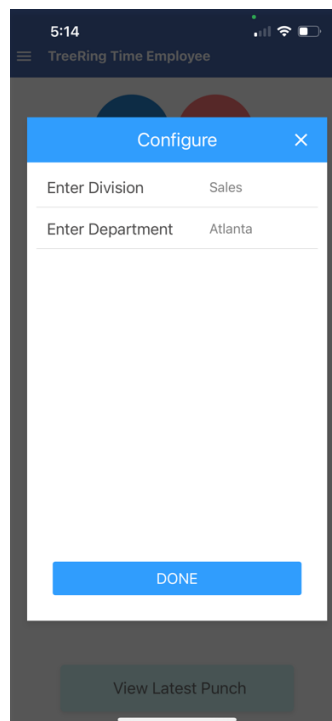 5:14
TreeRing Time Employee
Configure
Enter Division Sales
Enter Department Atlanta
DONE
View Latest Punch